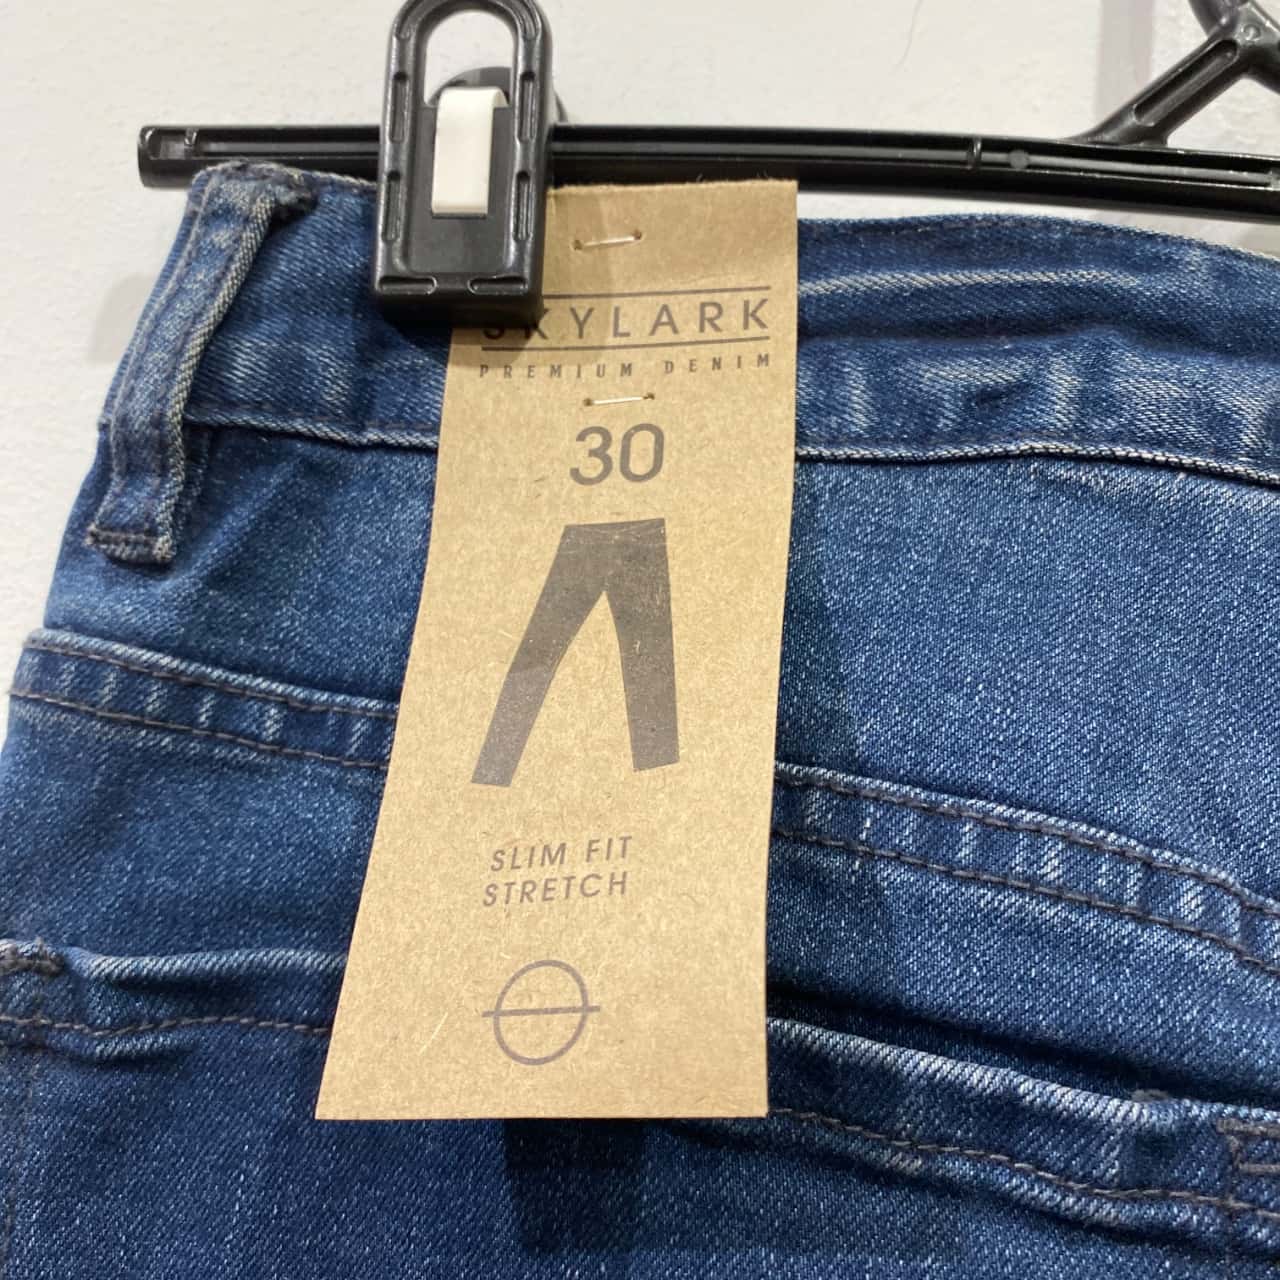 SKYLARK
PREMIUM DENIM
30
SLIM FIT
STRETCH